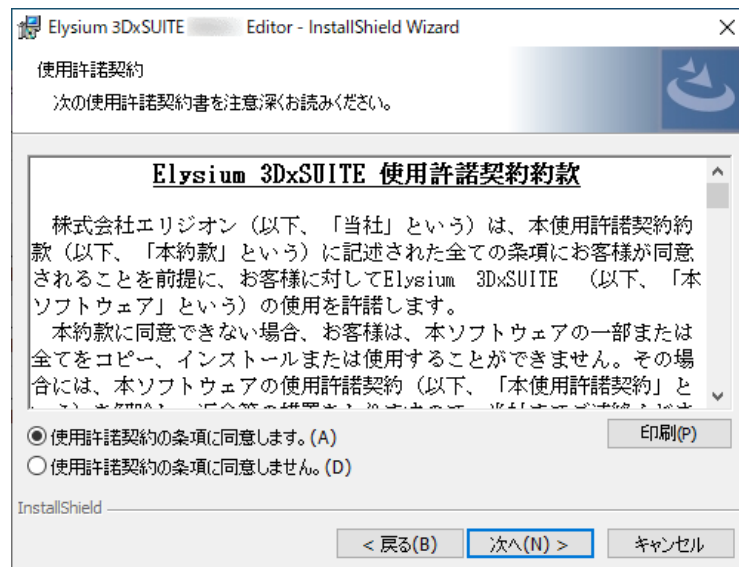 Elysium 3DxSUITE Editor - InstallShield Wizard
使用許諾契約
次の使用許諾契約書を注意深くお読みください。
Elysium 3DxSUITE 使用許諾契約約款
株式会社エリジオン（以下、「当社」という）は、本使用許諾契約約
款（以下、「本約款」という）に記述された全ての条項にお客様が同意
されることを前提に、お客様に対してElysium 3DxSUITE （以下、「本
ソフトウェア」という）の使用を許諾します。
本約款に同意できない場合、お客様は、本ソフトウェアの一部または
全てをコピー、インストールまたは使用することができません。その場
合には、本ソフトウェアの使用許諾契約（以下、「本使用許諾契約」と
使用許諾契約の条項に同意します。(A)
印刷(P)
使用許諾契約の条項に同意しません。(D)
InstallShield
< 戻る(B)
次へ(N) >
キャンセル